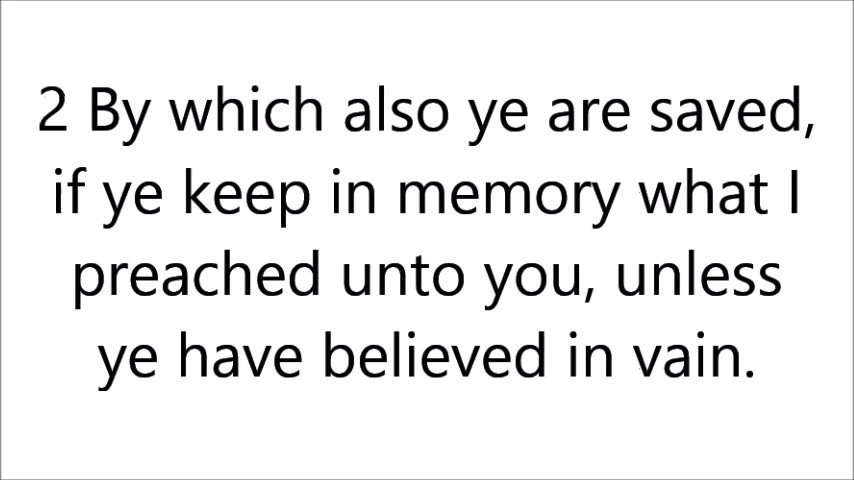 2 By which also ye are saved,
if ye keep in memory what I
preached unto you, unless
ye have believed in vain.